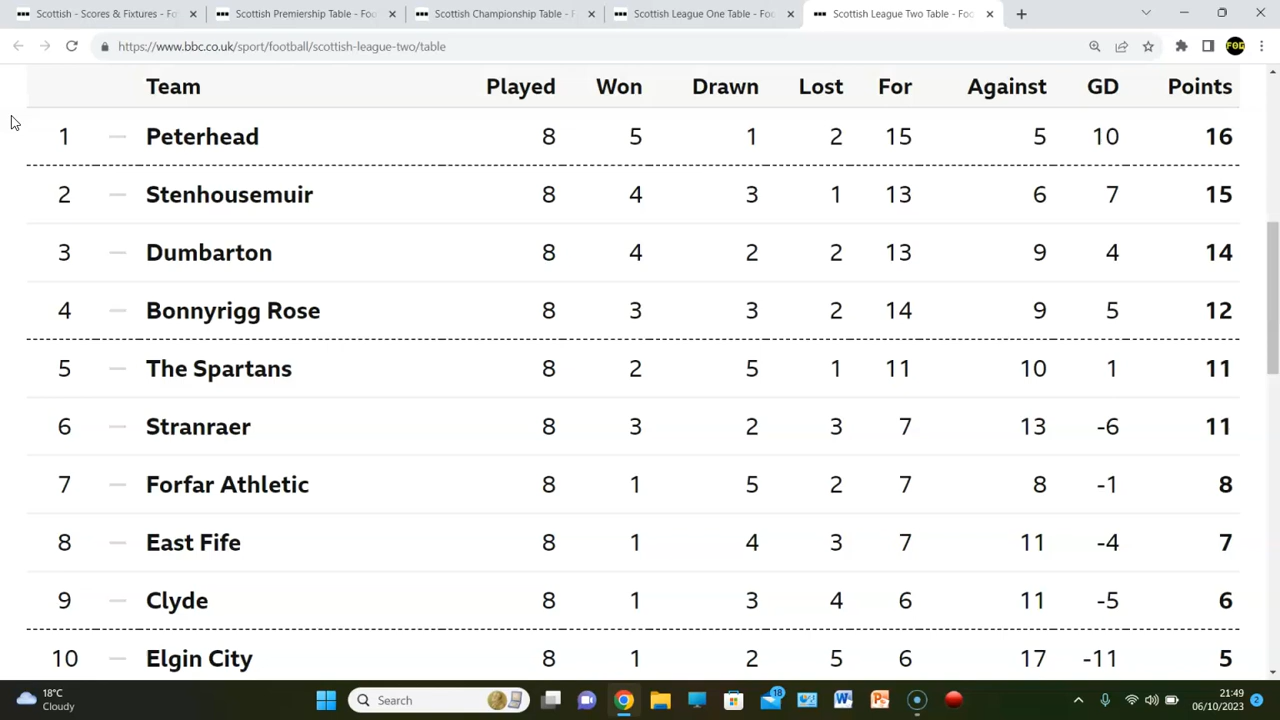 Scottish - Scores & Fixtures - Fo
Scottish Premiership Table - Foo
Scottish Championship Table - F
Scottish League One Table - Foo
Scottish League Two Table - Foo
https://www.bbc.co.uk/sport/football/scottish-league-two/table
Team Played Won Drawn Lost For Against GD Points
1 Peterhead 8 5 1 2 15 5 10 16
2 Stenhousemuir 8 4 3 1 13 6 7 15
3 Dumbarton 8 4 2 2 13 9 4 14
4 Bonnyrigg Rose 8 3 3 2 14 9 5 12
5 The Spartans 8 2 5 1 11 10 1 11
6 Stranraer 8 3 2 3 7 13 -6 11
7 Forfar Athletic 8 1 5 2 7 8 -1 8
8 East Fife 8 1 4 3 7 11 -4 7
9 Clyde 8 1 3 4 6 11 -5 6
10 Elgin City 8 1 2 5 6 17 -11 5
18°C
Cloudy
Search
18
21:49
06/10/2023
2